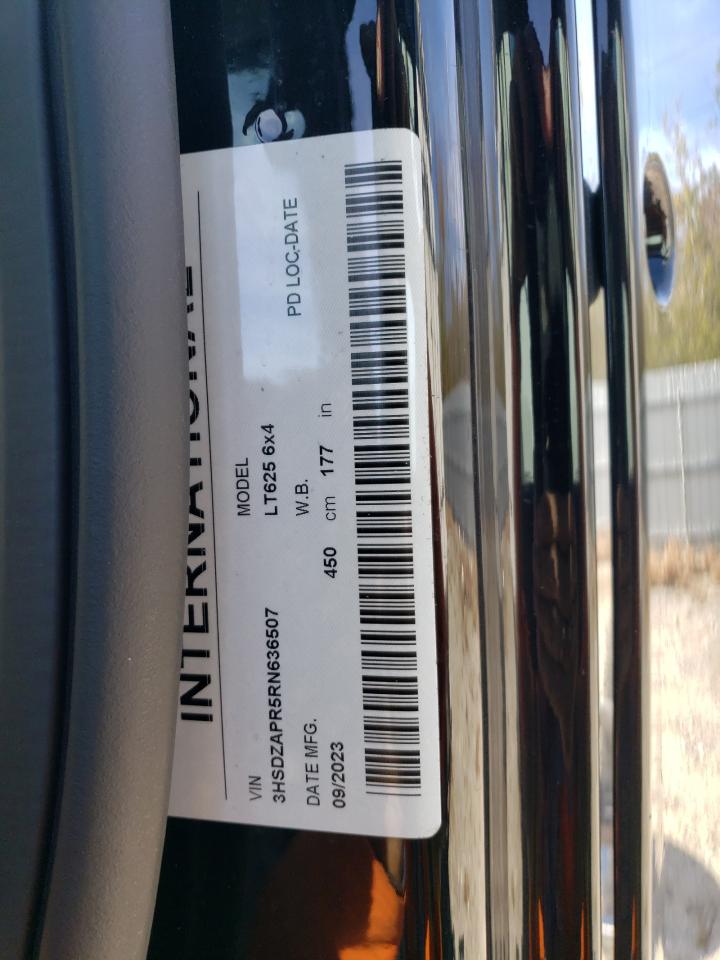 INTERNATIONAL
VIN MODEL
3HSDZAPR5RN636507 LT625 6x4
DATE MFG. W.B. PD LOC,-DATE
09/2023 450 cm 177 in